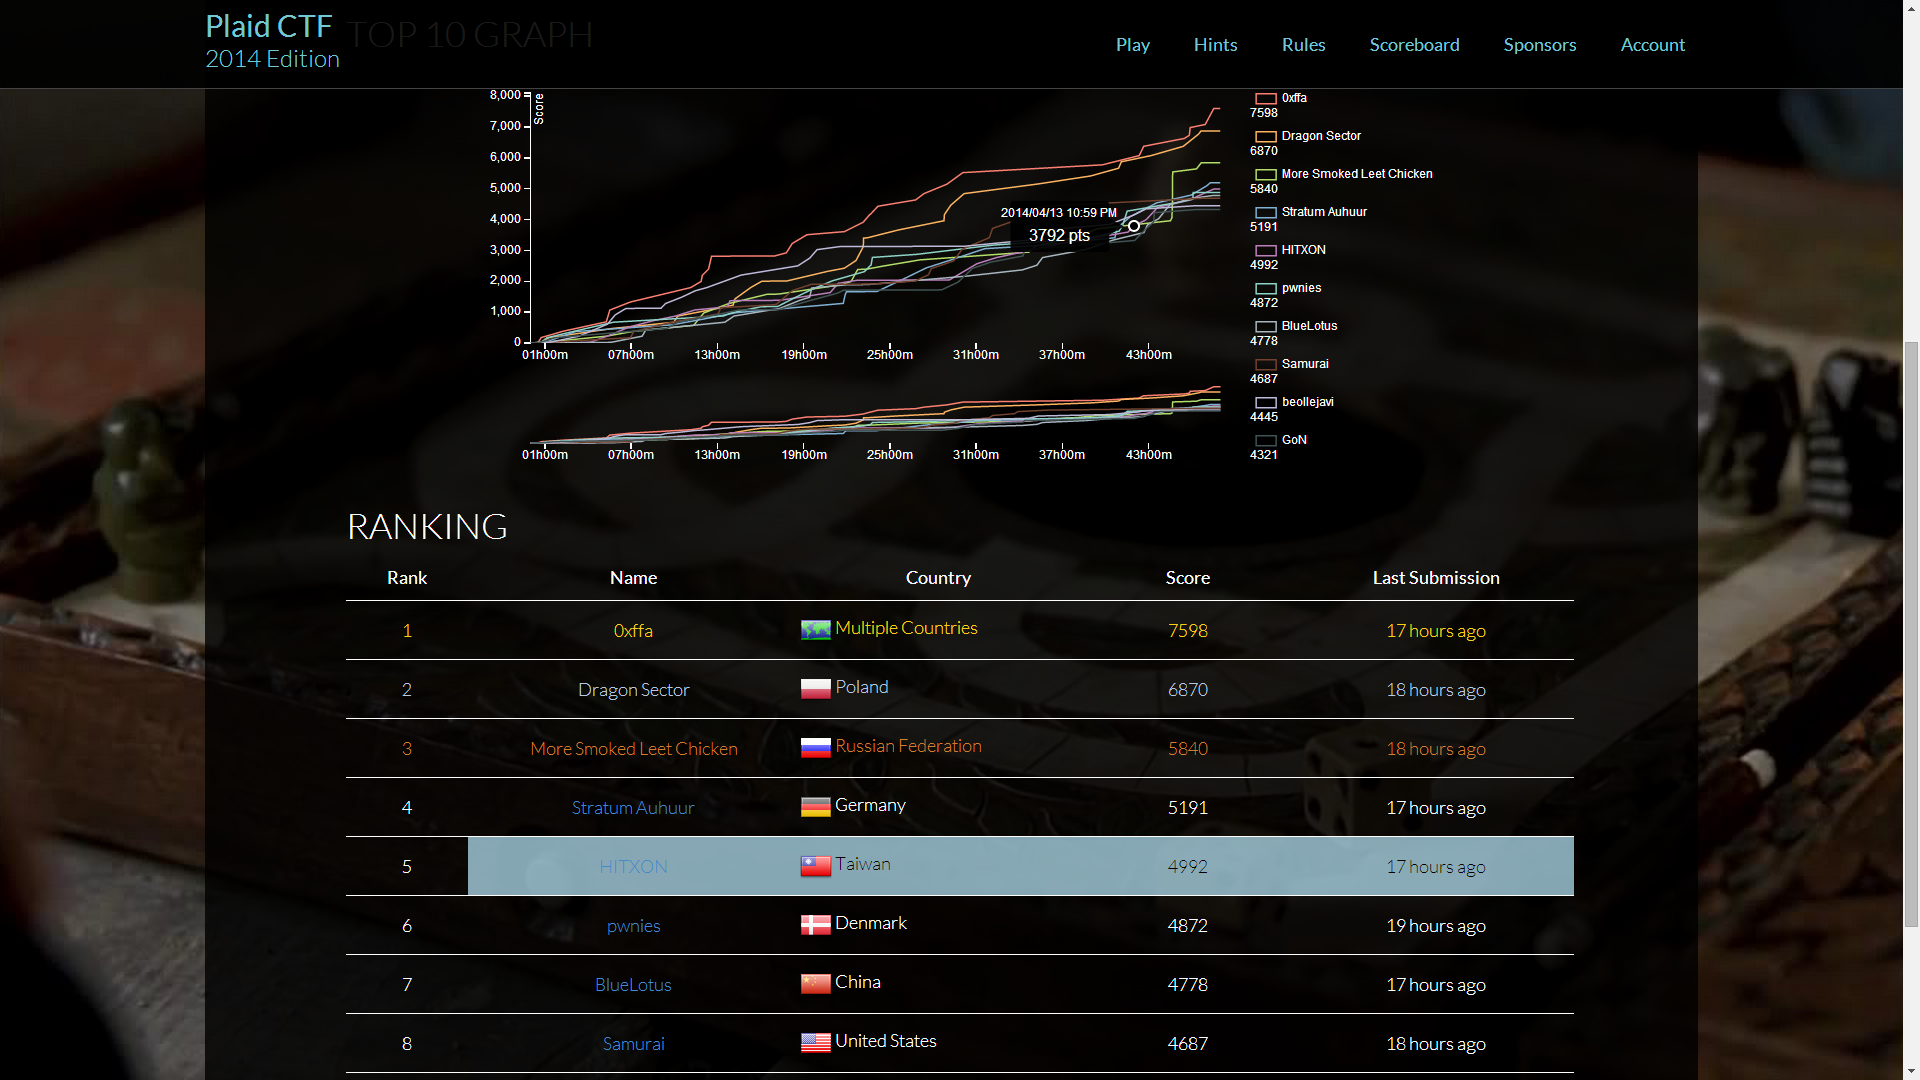 Plaid CTF
2014 Edition
TOP 10 GRAPH
Play Hints Rules Scoreboard Sponsors Account
8,000
7,000
6,000
5,000
4,000
3,000
2,000
1,000
0
Score
2014/04/13 10:59 PM
3792 pts
01h00m 07h00m 13h00m 19h00m 25h00m 31h00m 37h00m 43h00m
01h00m 07h00m 13h00m 19h00m 25h00m 31h00m 37h00m 43h00m
0xffa
7598
Dragon Sector
6870
More Smoked Leet Chicken
5840
Stratum Auhuur
5191
HITXON
4992
pwnies
4872
BlueLotus
4778
Samurai
4687
beollejavi
4445
GoN
4321
RANKING
Rank Name Country Score Last Submission
1 0xffa Multiple Countries 7598 17 hours ago
2 Dragon Sector Poland 6870 18 hours ago
3 More Smoked Leet Chicken Russian Federation 5840 18 hours ago
4 Stratum Auhuur Germany 5191 17 hours ago
5 HITXON Taiwan 4992 17 hours ago
6 pwnies Denmark 4872 19 hours ago
7 BlueLotus China 4778 17 hours ago
8 Samurai United States 4687 18 hours ago